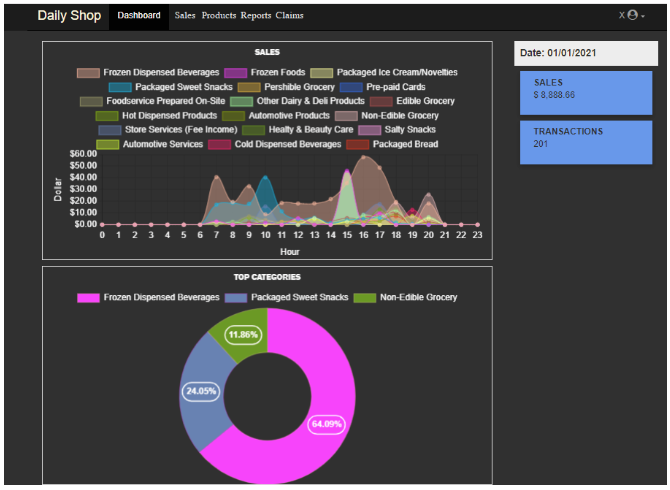 Daily Shop Dashboard Sales Products Reports Claims X
SALES
Frozen Dispensed Beverages Frozen Foods Packaged Ice Cream/Novelties
Packaged Sweet Snacks Pershible Grocery Pre-paid Cards
Foodservice Prepared On-Site Other Dairy & Deli Products Edible Grocery
Hot Dispensed Products Automotive Products Non-Edible Grocery
Store Services (Fee Income) Healty & Beauty Care Salty Snacks
Automotive Services Cold Dispensed Beverages Packaged Bread
$60.00
$50.00
$40.00
$30.00
$20.00
$10.00
$0.00
Dollar
0 1 2 3 4 5 6 7 8 9 10 11 12 13 14 15 16 17 18 19 20 21 22 23
Hour
Date: 01/01/2021
SALES
$ 8,888.66
TRANSACTIONS
201
TOP CATEGORIES
Frozen Dispensed Beverages Packaged Sweet Snacks Non-Edible Grocery
11.86%
24.05%
64.09%